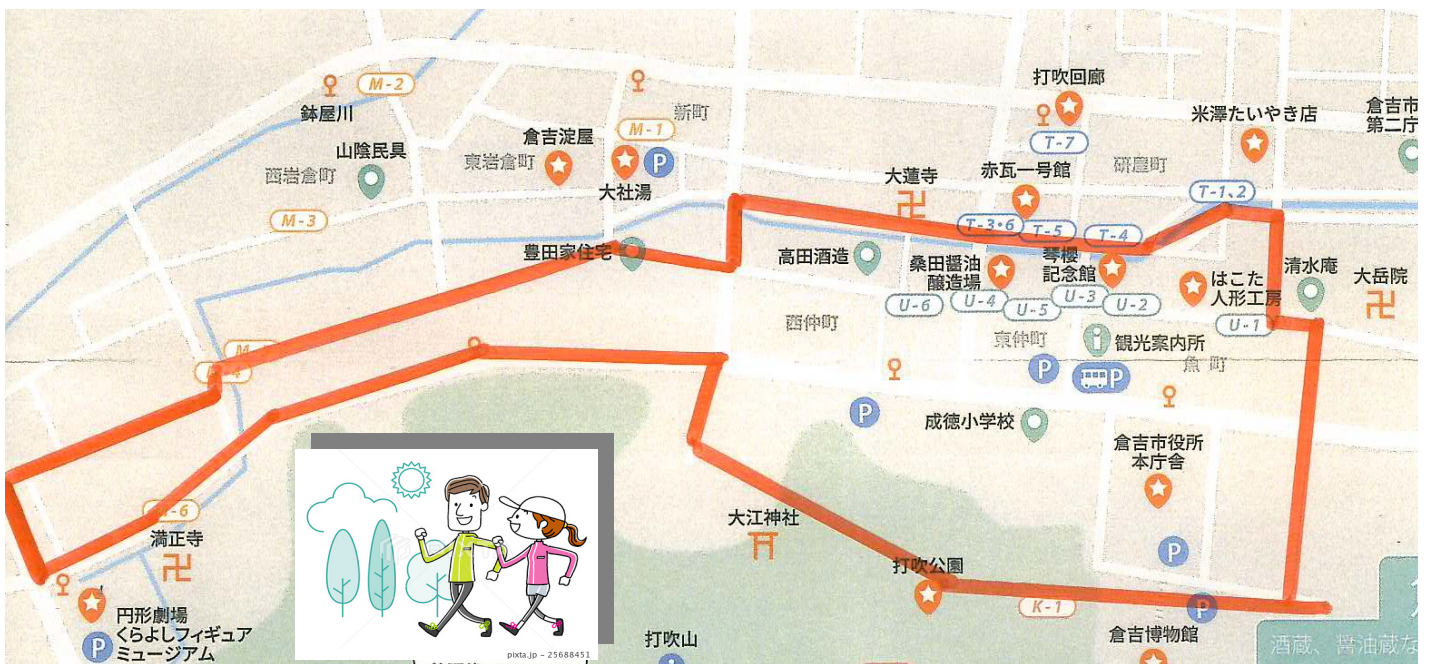 打吹回廊
M-2
鉢屋川
新町
米澤たいやき店
倉吉市
第二庁
M-1
倉吉淀屋
T-7
山陰民具
東岩倉町
P
研屋町
西岩倉町
大社湯
大蓮寺
赤瓦一号館
T-1、2
M-3
T-3•6
T-5
T-4
豊田家住宅
高田酒造
桑田醤油
醸造場
琴櫻
記念館
はこた
人形工房
清水庵
大岳院
U-6
U-4
U-5
U-3
U-2
U-1
西仲町
東仲町
i
観光案内所
魚町
P
P
P
成徳小学校
倉吉市役所
本庁舎
-6
満正寺
大江神社
P
打吹公園
K-1
P
円形劇場
くらよしフィギュア
ミュージアム
P
打吹山
倉吉博物館
酒蔵、醤油蔵な
pixta.jp - 25688451